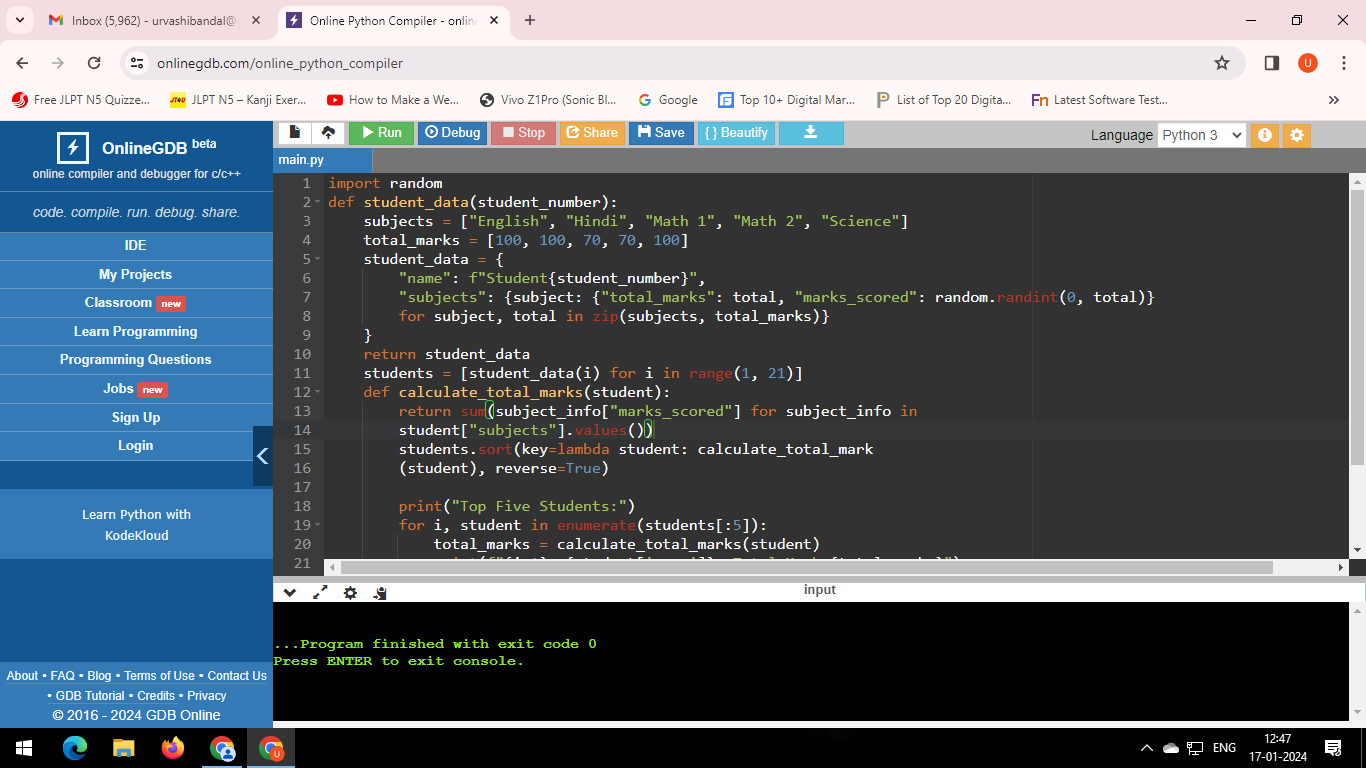 Inbox (5,962) - urvashibandal@
Online Python Compiler - onlin
onlinegdb.com/online_python_compiler
U
Free JLPT N5 Quizze...
JLPT N5 – Kanji Exer...
How to Make a We...
Vivo Z1Pro (Sonic Bl...
Google
Top 10+ Digital Mar...
List of Top 20 Digita...
Latest Software Test...
OnlineGDB beta
online compiler and debugger for c/c++
code. compile. run. debug. share.
IDE
My Projects
Classroom new
Learn Programming
Programming Questions
Jobs new
Sign Up
Login
Learn Python with
KodeKloud
About • FAQ • Blog • Terms of Use • Contact Us
• GDB Tutorial • Credits • Privacy
© 2016 - 2024 GDB Online
Run Debug Stop Share Save { } Beautify
Language Python 3
main.py
1 import random
2 def student_data(student_number):
3 subjects = ["English", "Hindi", "Math 1", "Math 2", "Science"]
4 total_marks = [100, 100, 70, 70, 100]
5 student_data = {
6 "name": f"Student{student_number}",
7 "subjects": {subject: {"total_marks": total, "marks_scored": random.randint(0, total)}
8 for subject, total in zip(subjects, total_marks)}
9 }
10 return student_data
11 students = [student_data(i) for i in range(1, 21)]
12 def calculate_total_marks(student):
13 return sum(subject_info["marks_scored"] for subject_info in
14 student["subjects"].values())
15 students.sort(key=lambda student: calculate_total_mark
16 (student), reverse=True)
17
18 print("Top Five Students:")
19 for i, student in enumerate(students[:5]):
20 total_marks = calculate_total_marks(student)
21
input
...Program finished with exit code 0
Press ENTER to exit console.
ENG
12:47
17-01-2024